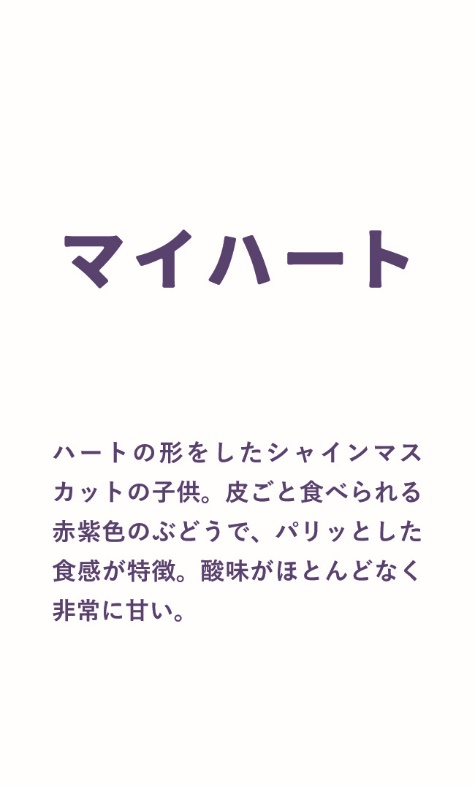 マイハート
ハートの形をしたシャインマス
カットの子供。皮ごと食べられる
赤紫色のぶどうで、パリッとした
食感が特徴。酸味がほとんどなく
非常に甘い。